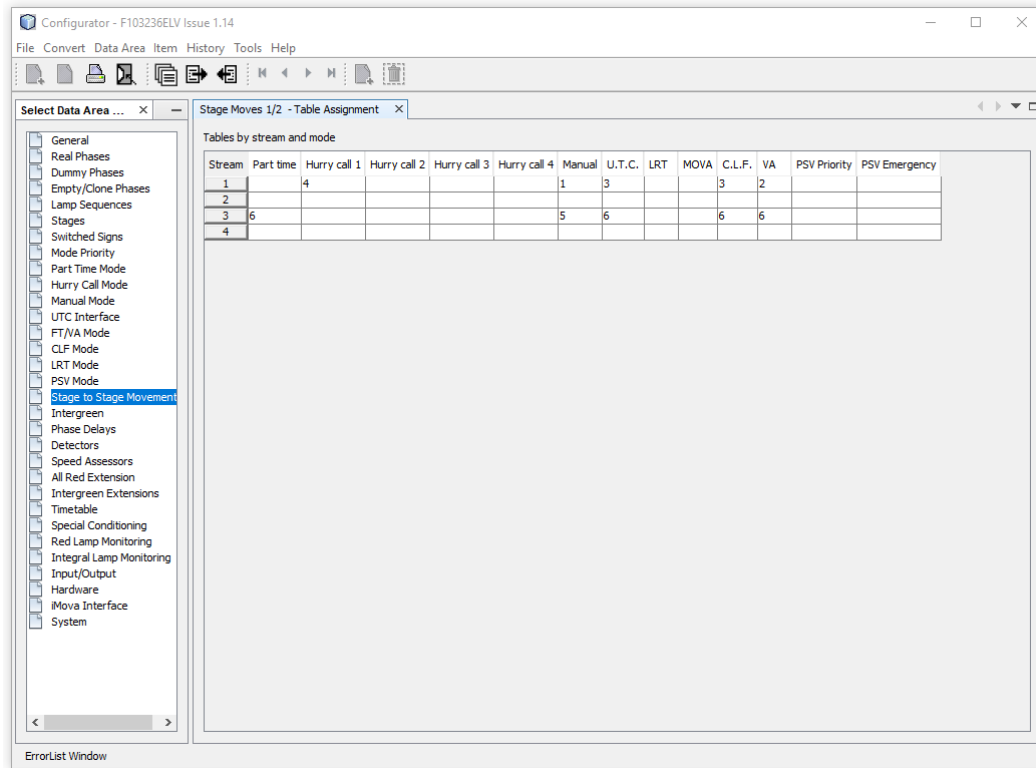 Configurator - F103236ELV Issue 1.14
File Convert Data Area Item History Tools Help
Select Data Area ...
Stage Moves 1/2 - Table Assignment
General
Real Phases
Dummy Phases
Empty/Clone Phases
Lamp Sequences
Stages
Switched Signs
Mode Priority
Part Time Mode
Hurry Call Mode
Manual Mode
UTC Interface
FT/VA Mode
CLF Mode
LRT Mode
PSV Mode
Stage to Stage Movement
Intergreen
Phase Delays
Detectors
Speed Assessors
All Red Extension
Intergreen Extensions
Timetable
Special Conditioning
Red Lamp Monitoring
Integral Lamp Monitoring
Input/Output
Hardware
iMova Interface
System
Tables by stream and mode
Stream Part time Hurry call 1 Hurry call 2 Hurry call 3 Hurry call 4 Manual U.T.C. LRT MOVA C.L.F. VA PSV Priority PSV Emergency
1 4 1 3 3 2
2
3 6 5 6 6 6
4
ErrorList Window